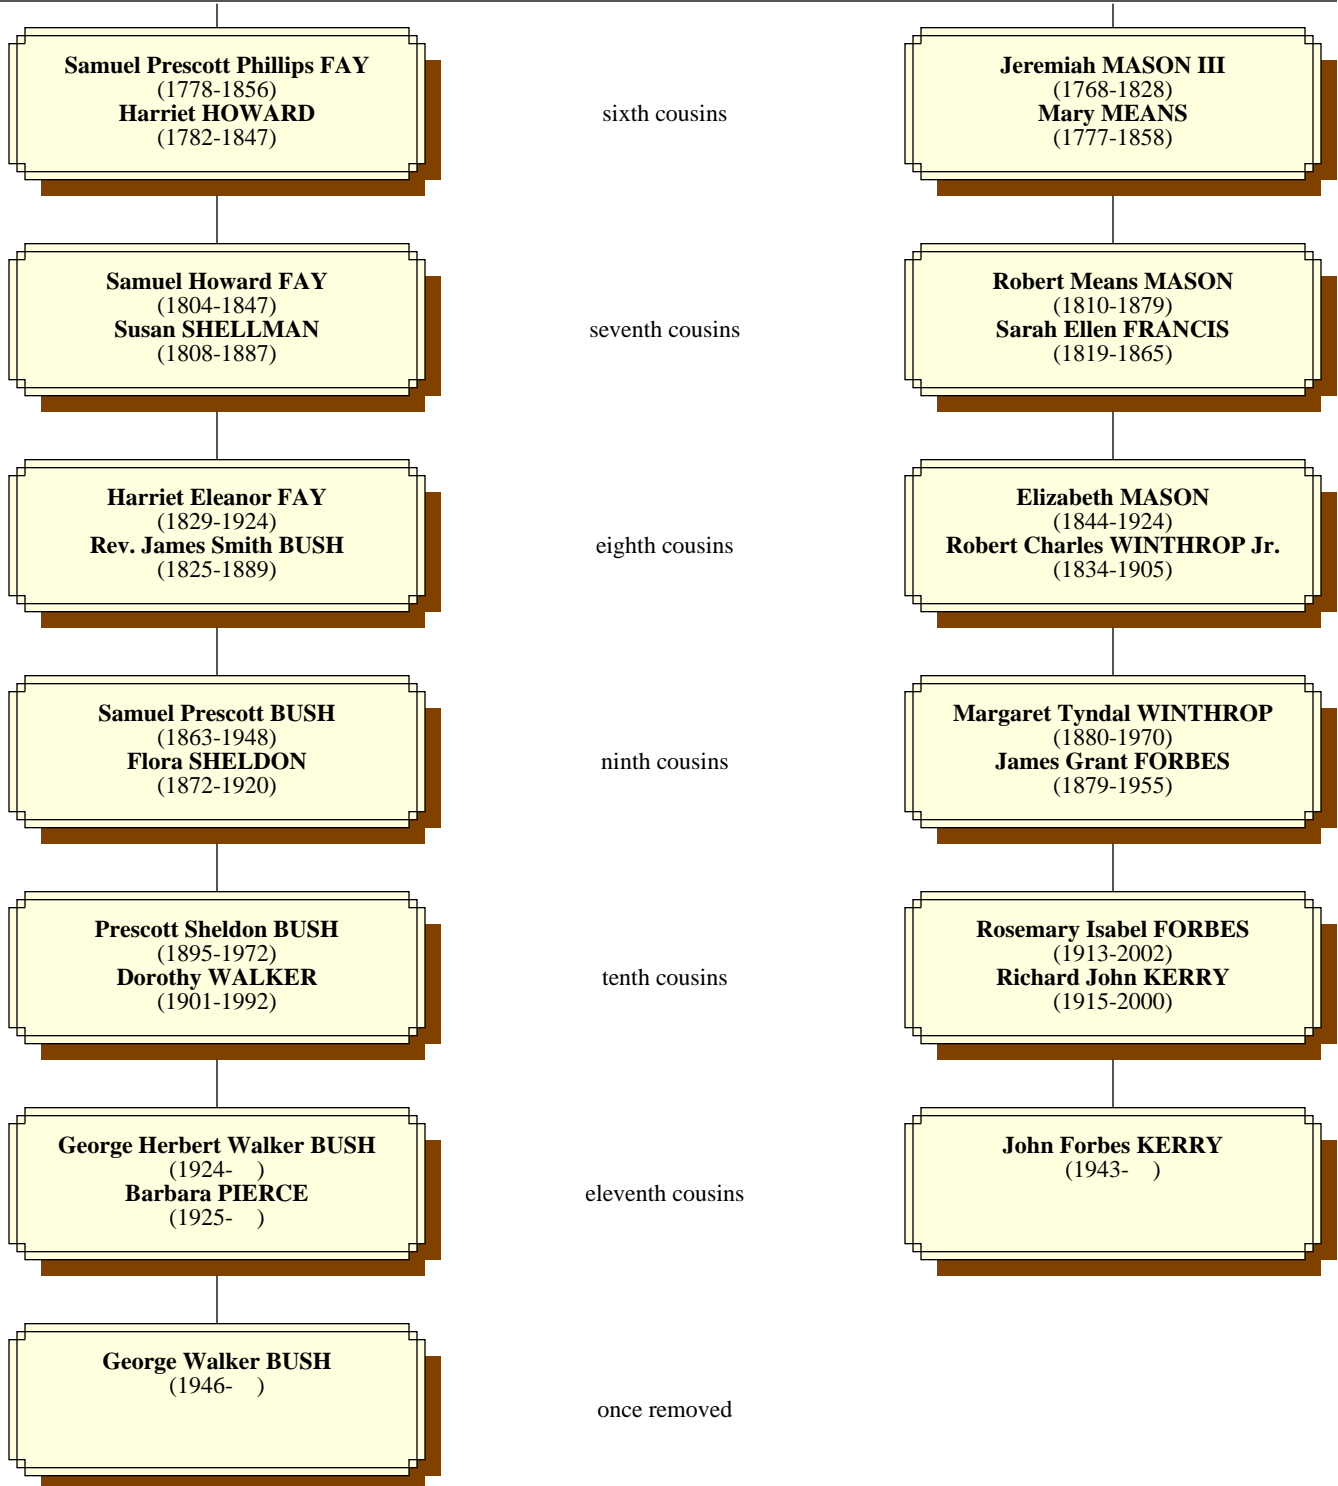 Samuel Prescott Phillips FAY
(1778-1856)
Harriet HOWARD
(1782-1847)
sixth cousins
Jeremiah MASON III
(1768-1828)
Mary MEANS
(1777-1858)
Samuel Howard FAY
(1804-1847)
Susan SHELLMAN
(1808-1887)
seventh cousins
Robert Means MASON
(1810-1879)
Sarah Ellen FRANCIS
(1819-1865)
Harriet Eleanor FAY
(1829-1924)
Rev. James Smith BUSH
(1825-1889)
eighth cousins
Elizabeth MASON
(1844-1924)
Robert Charles WINTHROP Jr.
(1834-1905)
Samuel Prescott BUSH
(1863-1948)
Flora SHELDON
(1872-1920)
ninth cousins
Margaret Tyndal WINTHROP
(1880-1970)
James Grant FORBES
(1879-1955)
Prescott Sheldon BUSH
(1895-1972)
Dorothy WALKER
(1901-1992)
tenth cousins
Rosemary Isabel FORBES
(1913-2002)
Richard John KERRY
(1915-2000)
George Herbert Walker BUSH
(1924-    )
Barbara PIERCE
(1925-    )
eleventh cousins
John Forbes KERRY
(1943-    )
George Walker BUSH
(1946-    )
once removed